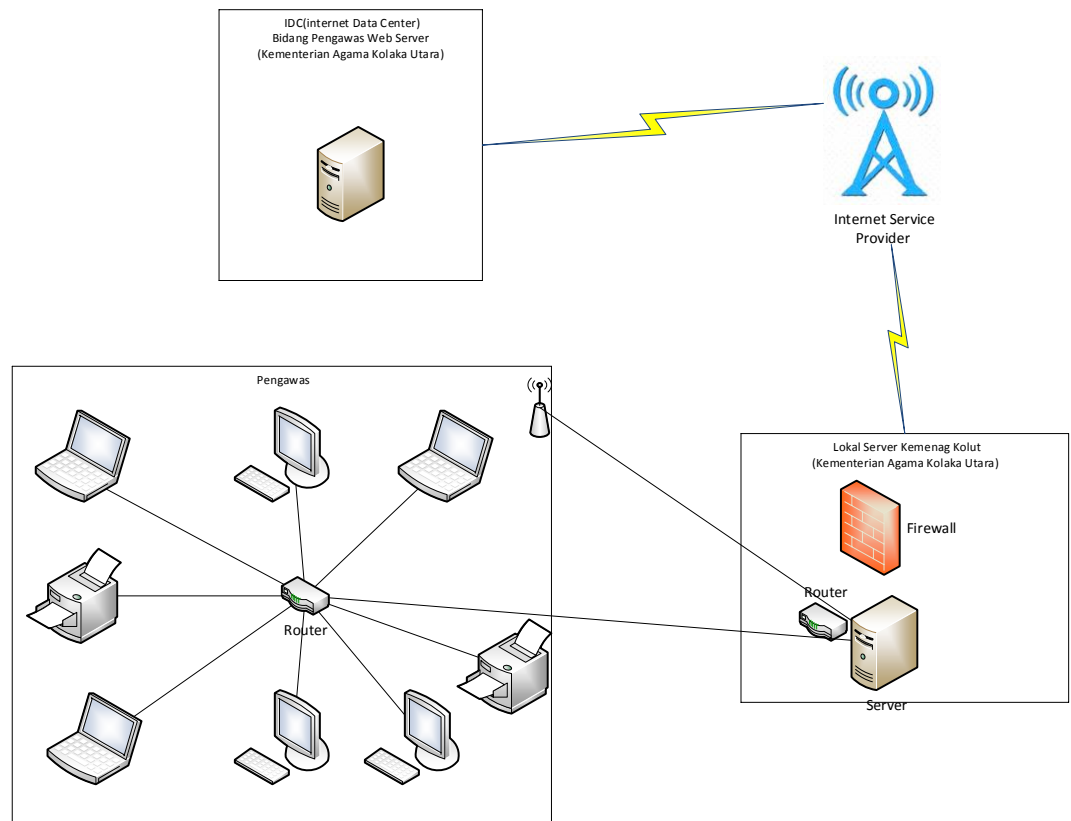 IDC(internet Data Center)
Bidang Pengawas Web Server
(Kementerian Agama Kolaka Utara)
Internet Service
Provider
Pengawas
Lokal Server Kemenag Kolut
(Kementerian Agama Kolaka Utara)
Firewall
Router
Router
Server